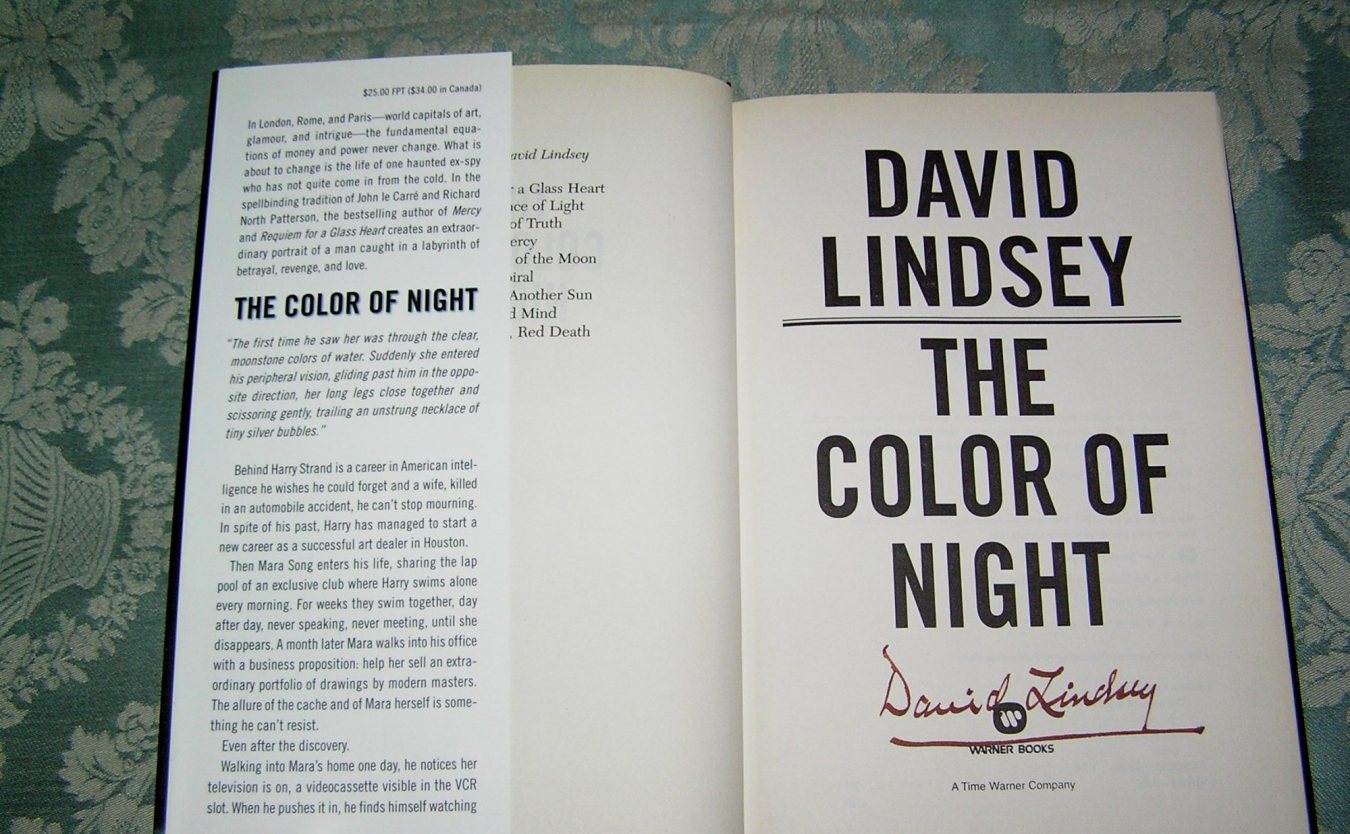 $25.00 FPT ($34.00 in Canada)
In London, Rome, and Paris—world capitals of art,
glamour, and intrigue—the fundamental equa-
tions of money and power never change. What is
about to change is the life of one haunted ex-spy
who has not quite come in from the cold. In the
spellbinding tradition of John le Carré and Richard
North Patterson, the bestselling author of Mercy
and Requiem for a Glass Heart creates an extraor-
dinary portrait of a man caught in a labyrinth of
betrayal, revenge, and love.
THE COLOR OF NIGHT
“The first time he saw her was through the clear,
moonstone colors of water. Suddenly she entered
his peripheral vision, gliding past him in the oppo-
site direction, her long legs close together and
scissoring gently, trailing an unstrung necklace of
tiny silver bubbles.”
Behind Harry Strand is a career in American intel-
ligence he wishes he could forget and a wife, killed
in an automobile accident, he can’t stop mourning.
In spite of his past, Harry has managed to start a
new career as a successful art dealer in Houston.
Then Mara Song enters his life, sharing the lap
pool of an exclusive club where Harry swims alone
every morning. For weeks they swim together, day
after day, never speaking, never meeting, until she
disappears. A month later Mara walks into his office
with a business proposition: help her sell an extra-
ordinary portfolio of drawings by modern masters.
The allure of the cache and of Mara herself is some-
thing he can’t resist.
Even after the discovery.
Walking into Mara’s home one day, he notices her
television is on, a videocassette visible in the VCR
slot. When he pushes it in, he finds himself watching
avid Lindsey
a Glass Heart
ce of Light
of Truth
ercy
of the Moon
iral
Another Sun
d Mind
, Red Death
DAVID
LINDSEY
THE
COLOR OF
NIGHT
David Lindsey
WARNER BOOKS
A Time Warner Company